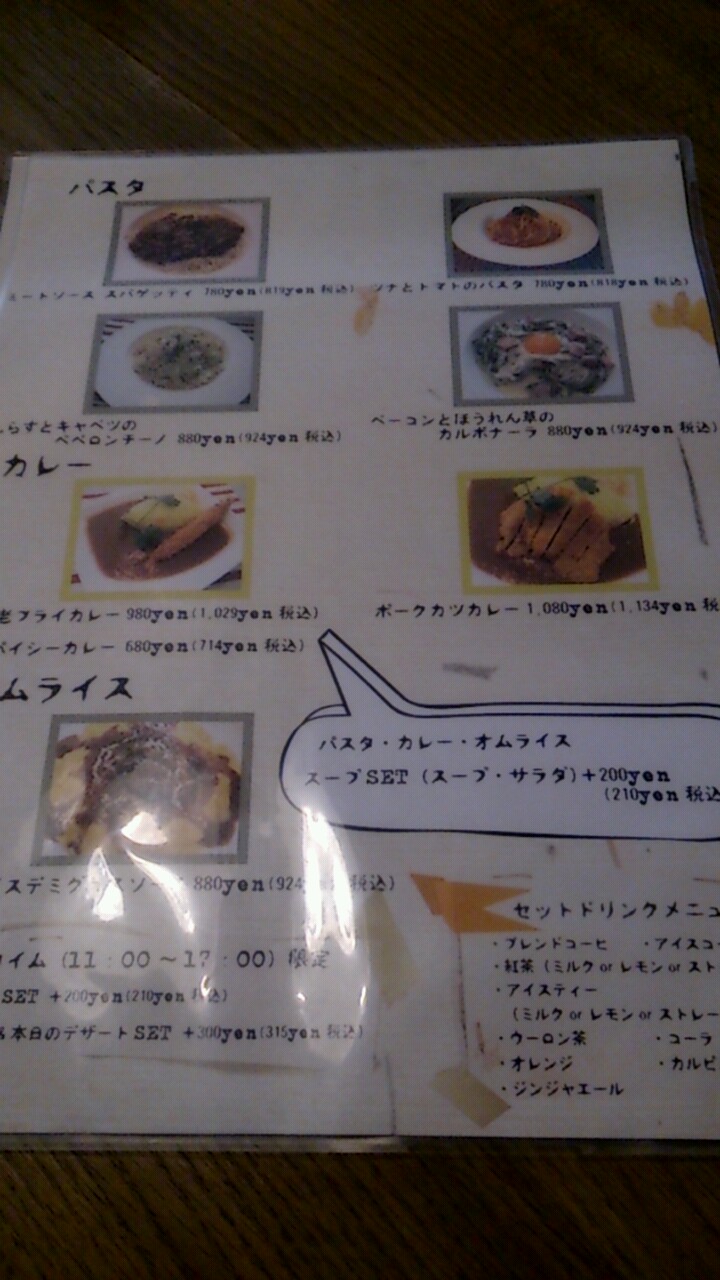 パスタ
ミートソース スパゲッティ 780yen(819yen 税込)
ツナとトマトのパスタ 780yen(818yen 税込)
らすとキャベツの
ペペロンチーノ 880yen(924yen 税込)
ベーコンとほうれん草の
カルボナーラ 880yen(924yen 税込)
カレー
老フライカレー 980yen(1,029yen 税込)
ポークカツカレー 1,080yen(1,134yen 税
パイシーカレー 680yen(714yen 税込)
ムライス
パスタ・カレー・オムライス
スープSET (スープ・サラダ)+200yen
(210yen 税込
スデミグ スソー 880yen(924 税込)
イム (11:00~17:00) 限定
SET +200yen(210yen 税込)
&本日のデザートSET +300yen(315yen 税込)
セットドリンクメニュ
・ブレンドコーヒ ・アイスコ
・紅茶 (ミルク or レモン or スト
・アイスティー
(ミルク or レモン or ストレー
・ウーロン茶 ・コーラ
・オレンジ ・カルピ
・ジンジャエール